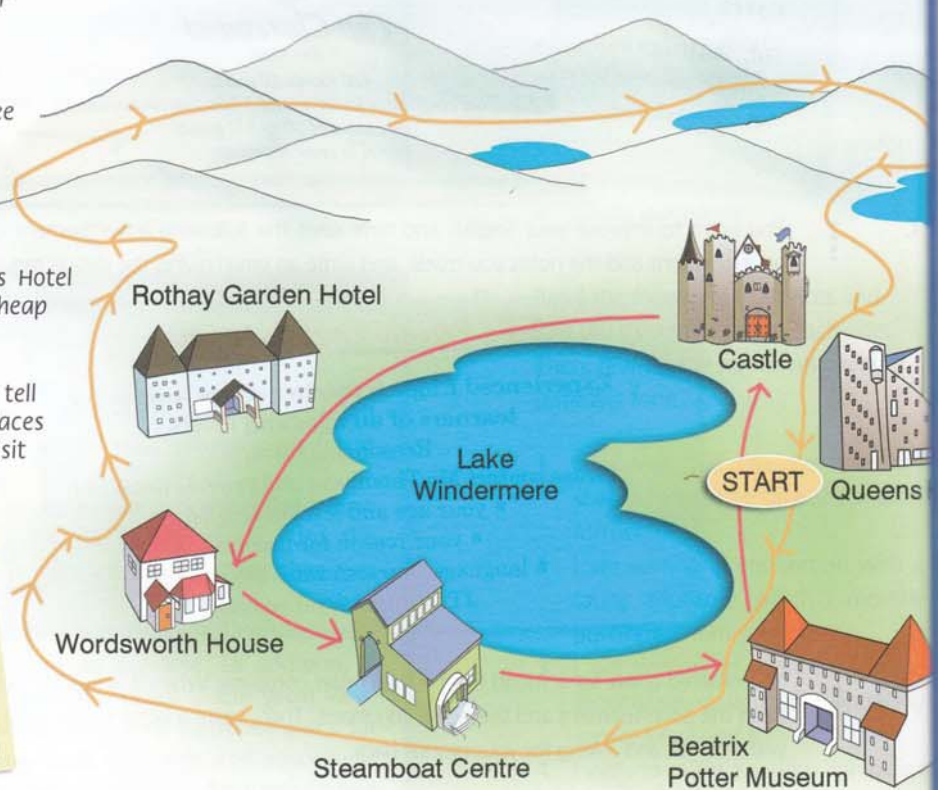 ee
s Hotel
heap
tell
aces
sit
Rothay Garden Hotel
Castle
Lake
Windermere
START
Queens
Wordsworth House
Steamboat Centre
Beatrix
Potter Museum